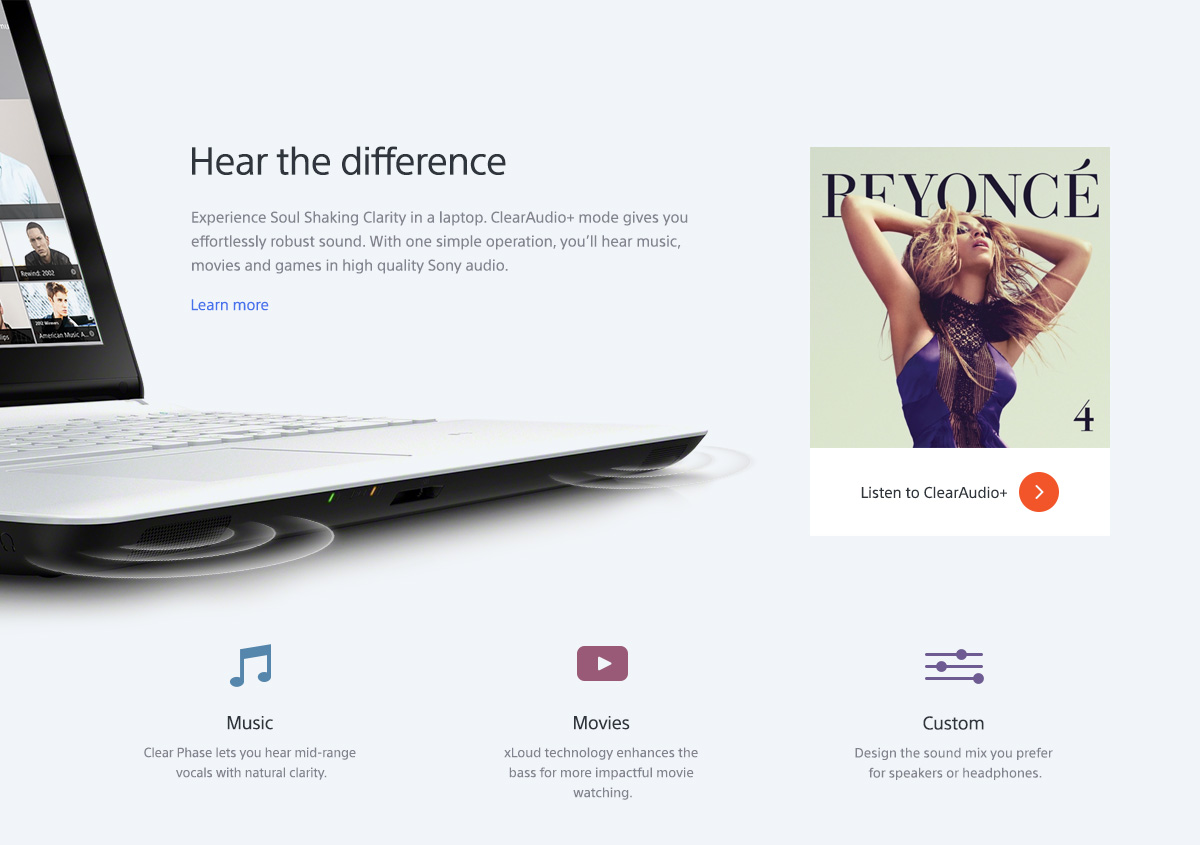 Hear the difference
Experience Soul Shaking Clarity in a laptop. ClearAudio+ mode gives you
effortlessly robust sound. With one simple operation, you’ll hear music,
movies and games in high quality Sony audio.
Learn more
Rewind: 2002
2012 Winners
American Music A...
BEYONCÉ
4
Listen to ClearAudio+
Music
Clear Phase lets you hear mid-range
vocals with natural clarity.
Movies
xLoud technology enhances the
bass for more impactful movie
watching.
Custom
Design the sound mix you prefer
for speakers or headphones.